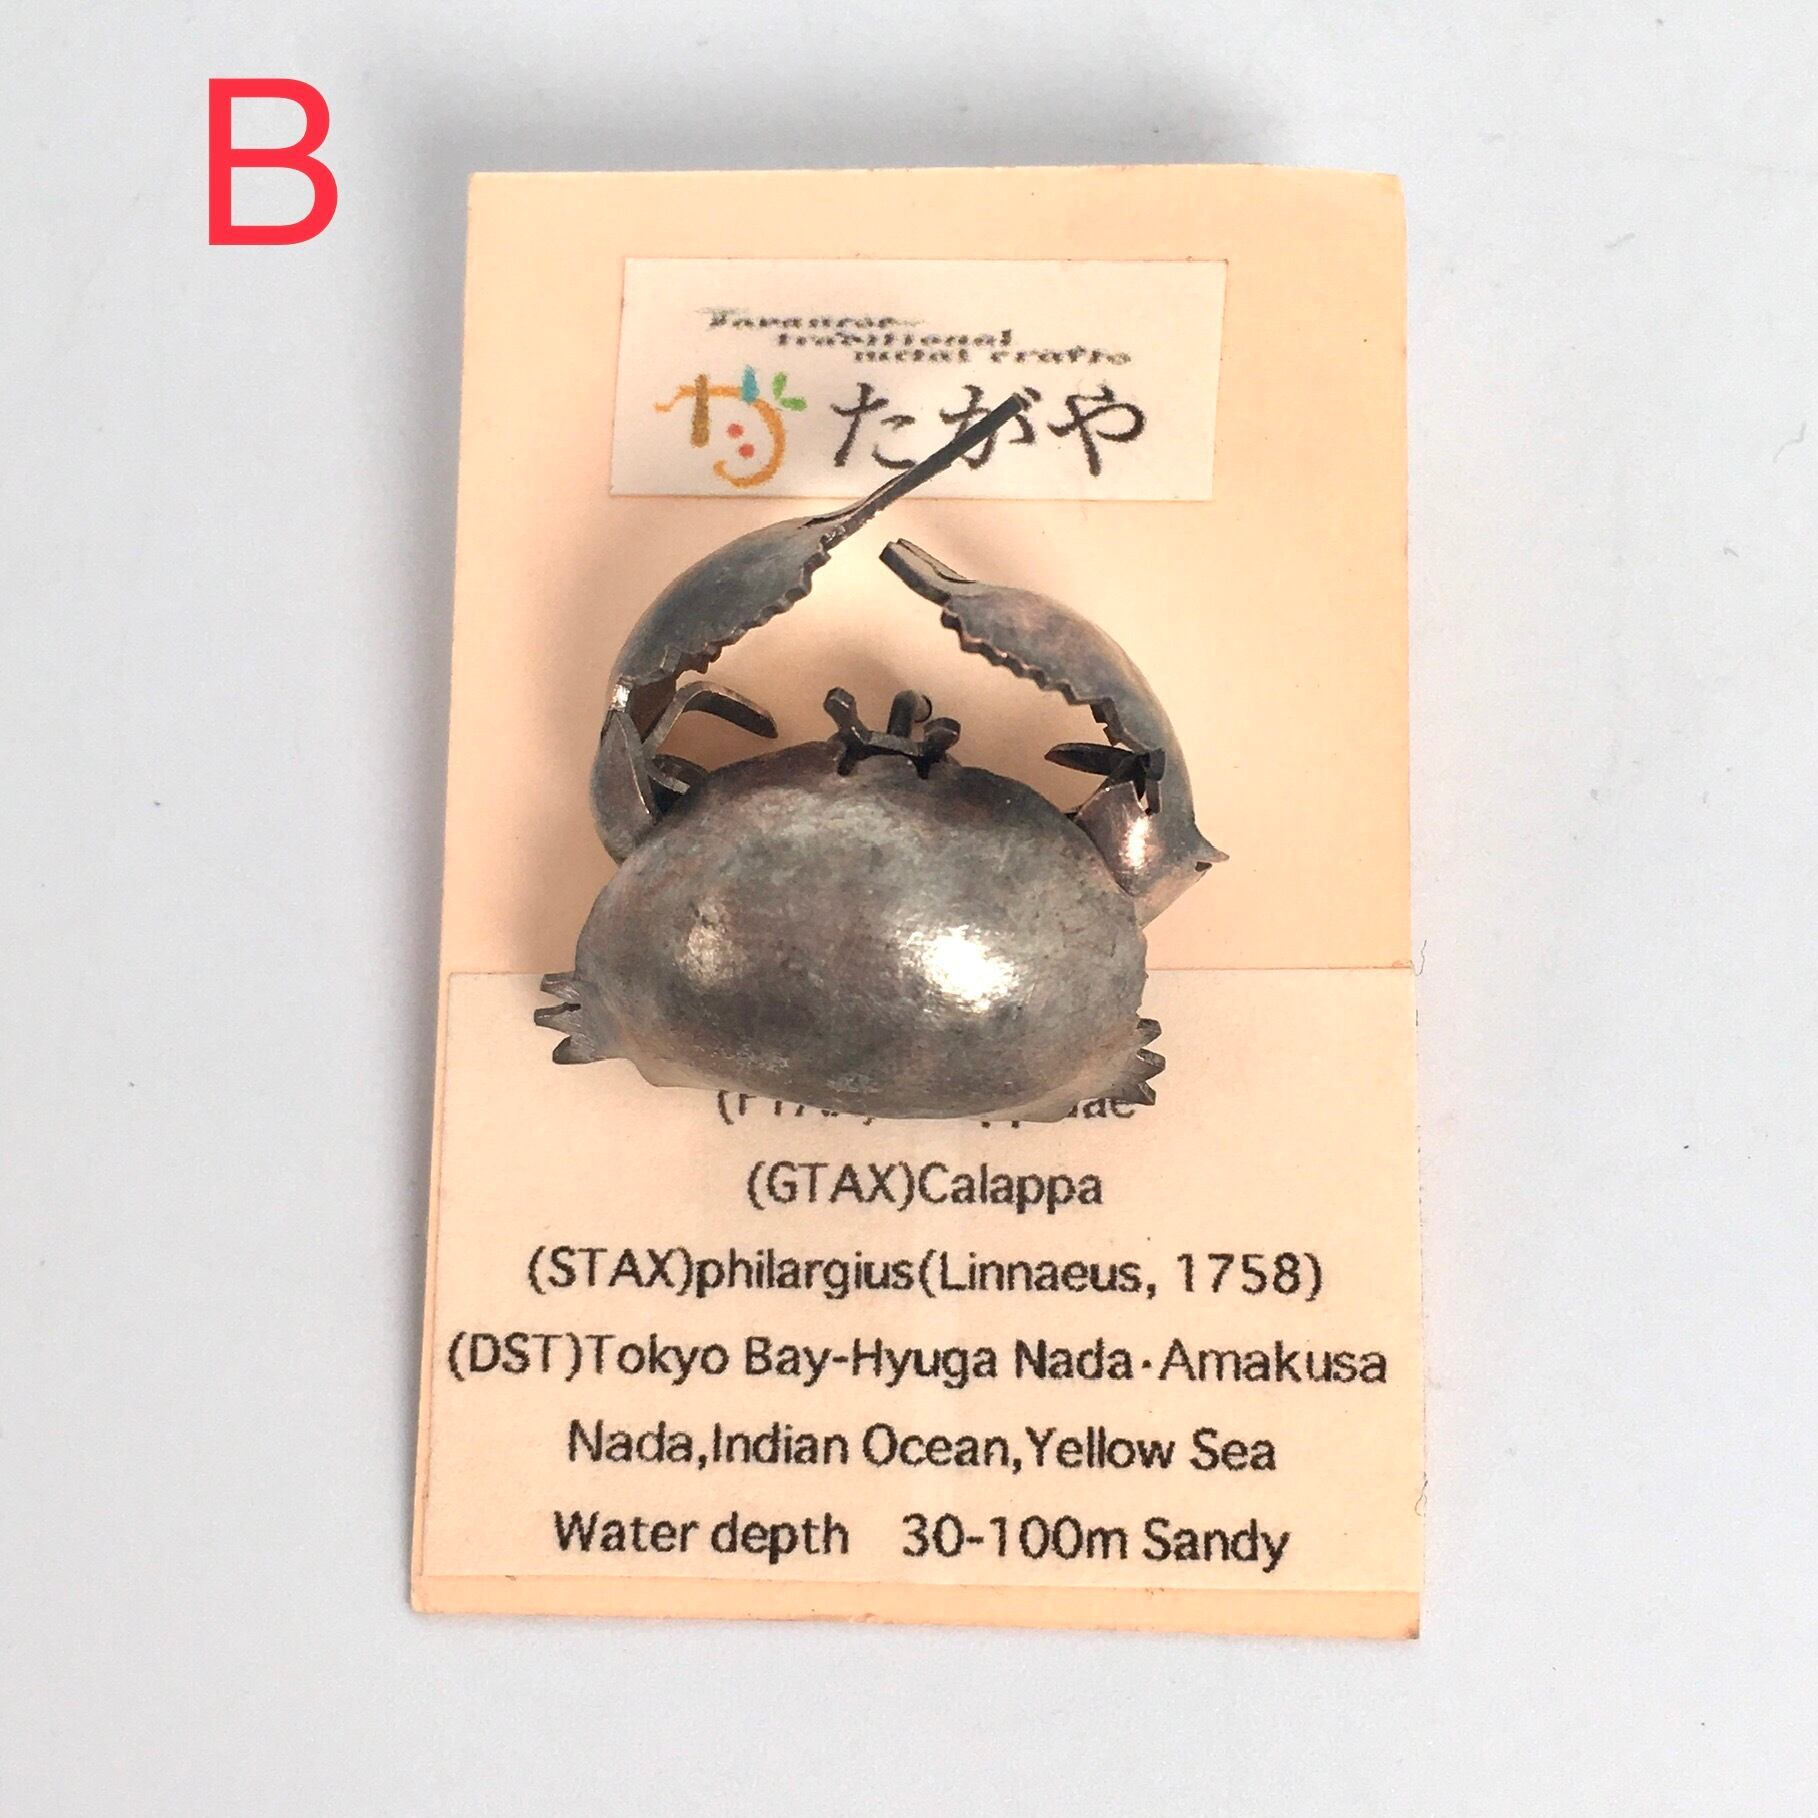 B
Japanese
traditional
metal crafts
たがや
(GTAX)Calappa
(STAX)philargius(Linnaeus, 1758)
(DST)Tokyo Bay-Hyuga Nada･Amakusa
Nada,Indian Ocean,Yellow Sea
Water depth　30-100m Sandy